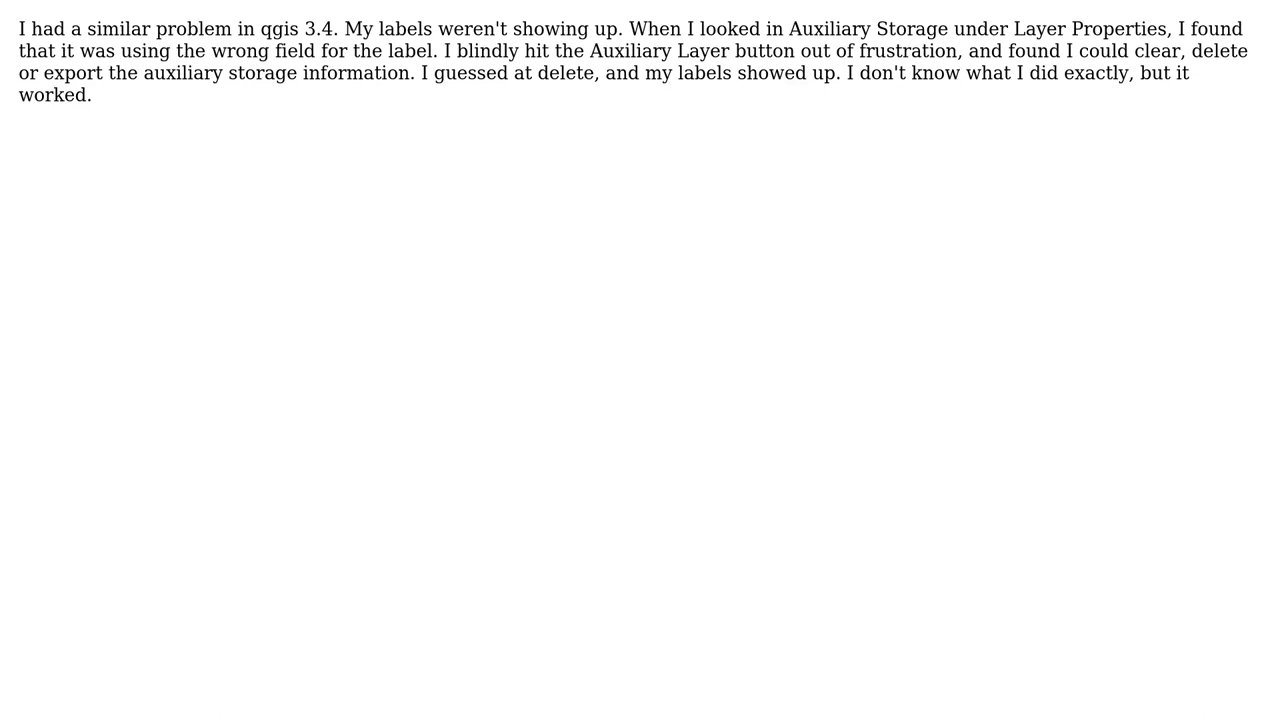 I had a similar problem in qgis 3.4. My labels weren't showing up. When I looked in Auxiliary Storage under Layer Properties, I found
that it was using the wrong field for the label. I blindly hit the Auxiliary Layer button out of frustration, and found I could clear, delete
or export the auxiliary storage information. I guessed at delete, and my labels showed up. I don't know what I did exactly, but it
worked.